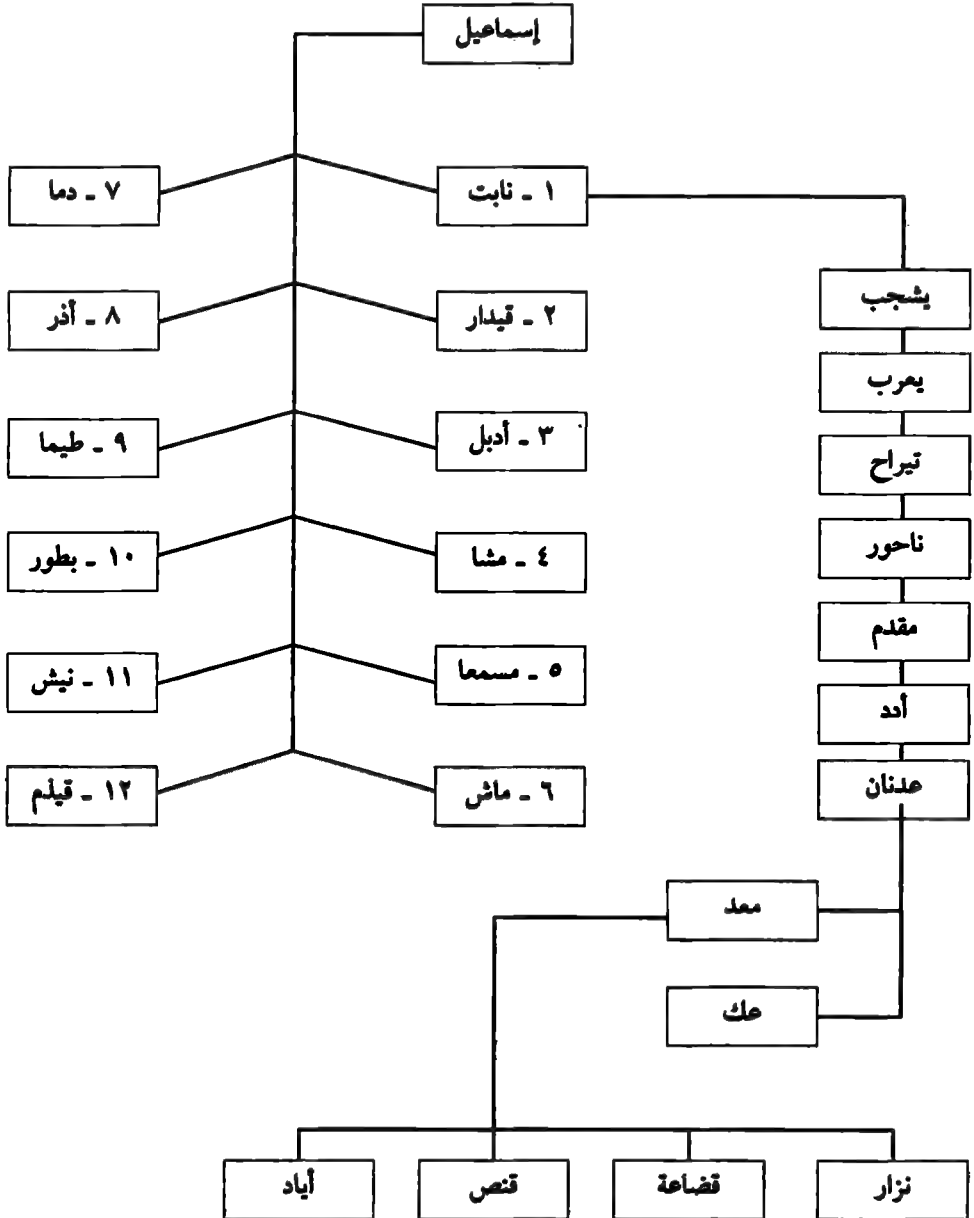 إسماعيل
١ - نابت
٧ - دما
٢ - قيدار
٨ - أذر
٣ - أدبل
٩ - طيما
٤ - مشا
١٠ - بطور
٥ - مسمعا
١١ - نيش
٦ - ماش
١٢ - قيذم
يشجب
يعرب
تيراح
ناحور
مقدم
أدد
عدنان
معد
عك
نزار
قضاعة
قنص
أياد